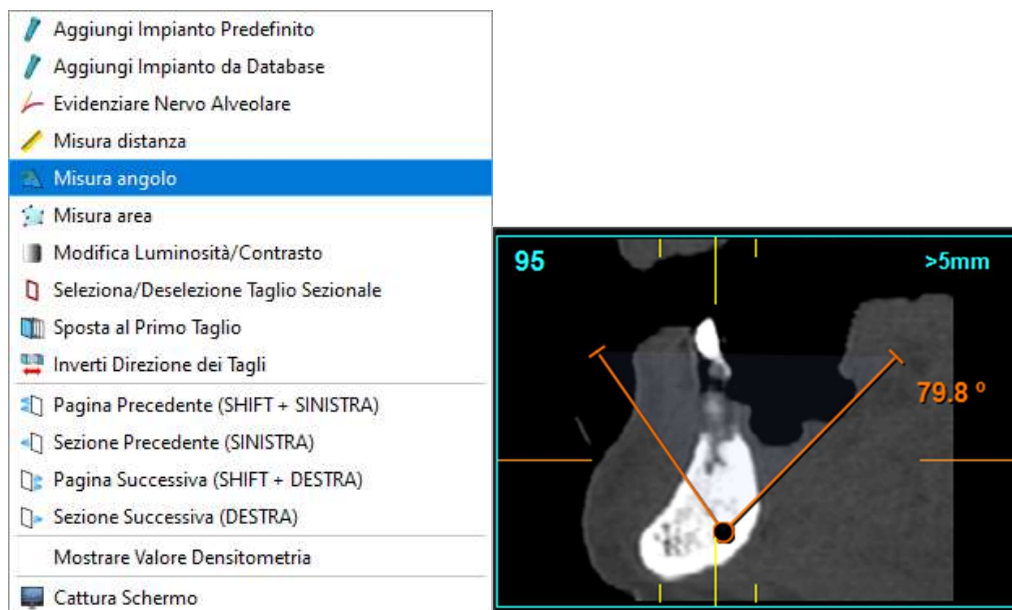 Aggiungi Impianto Predefinito
Aggiungi Impianto da Database
Evidenziare Nervo Alveolare
Misura distanza
Misura angolo
Misura area
Modifica Luminosità/Contrasto
Seleziona/Deselezione Taglio Sezionale
Sposta al Primo Taglio
Inverti Direzione dei Tagli
Pagina Precedente (SHIFT + SINISTRA)
Sezione Precedente (SINISTRA)
Pagina Successiva (SHIFT + DESTRA)
Sezione Successiva (DESTRA)
Mostrare Valore Densitometria
Cattura Schermo
95
>5mm
79.8 º